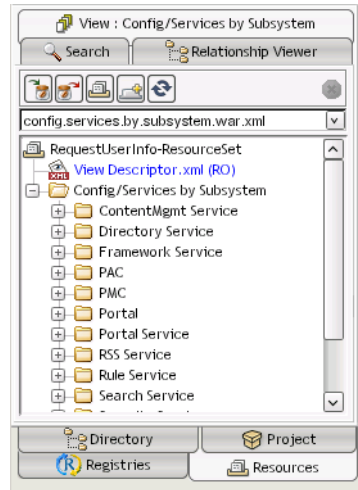 View : Config/Services by Subsystem
Search
Relationship Viewer
config.services.by.subsystem.war.xml
RequestUserInfo-ResourceSet
XML View Descriptor.xml (RO)
Config/Services by Subsystem
ContentMgmt Service
Directory Service
Framework Service
PAC
PMC
Portal
Portal Service
RSS Service
Rule Service
Search Service
Directory
Project
R Registries
Resources